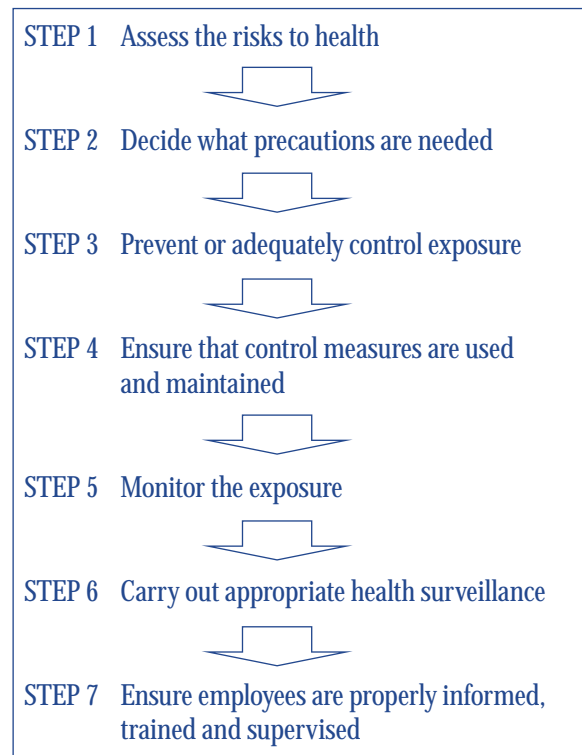 STEP 1 Assess the risks to health
STEP 2 Decide what precautions are needed
STEP 3 Prevent or adequately control exposure
STEP 4 Ensure that control measures are used
and maintained
STEP 5 Monitor the exposure
STEP 6 Carry out appropriate health surveillance
STEP 7 Ensure employees are properly informed,
trained and supervised